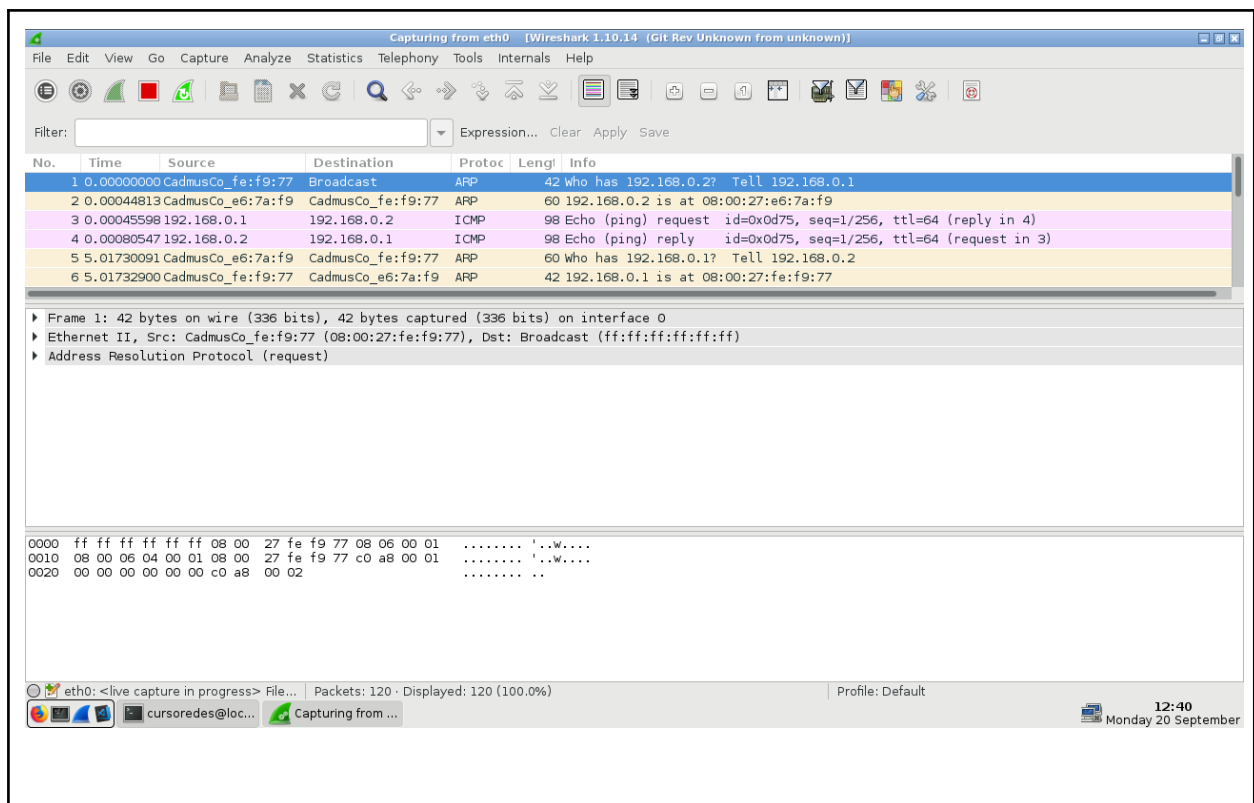 Capturing from eth0 [Wireshark 1.10.14 (Git Rev Unknown from unknown)]
File Edit View Go Capture Analyze Statistics Telephony Tools Internals Help
Filter: Expression... Clear Apply Save
No. Time Source Destination Protoc Lengt Info
1 0.00000000 CadmusCo_fe:f9:77 Broadcast ARP 42 Who has 192.168.0.2? Tell 192.168.0.1
2 0.00044813 CadmusCo_e6:7a:f9 CadmusCo_fe:f9:77 ARP 60 192.168.0.2 is at 08:00:27:e6:7a:f9
3 0.00045598 192.168.0.1 192.168.0.2 ICMP 98 Echo (ping) request id=0x0d75, seq=1/256, ttl=64 (reply in 4)
4 0.00080547 192.168.0.2 192.168.0.1 ICMP 98 Echo (ping) reply id=0x0d75, seq=1/256, ttl=64 (request in 3)
5 5.01730091 CadmusCo_e6:7a:f9 CadmusCo_fe:f9:77 ARP 60 Who has 192.168.0.1? Tell 192.168.0.2
6 5.01732900 CadmusCo_fe:f9:77 CadmusCo_e6:7a:f9 ARP 42 192.168.0.1 is at 08:00:27:fe:f9:77
Frame 1: 42 bytes on wire (336 bits), 42 bytes captured (336 bits) on interface 0
Ethernet II, Src: CadmusCo_fe:f9:77 (08:00:27:fe:f9:77), Dst: Broadcast (ff:ff:ff:ff:ff:ff)
Address Resolution Protocol (request)
0000 ff ff ff ff ff ff 08 00 27 fe f9 77 08 06 00 01 ........ '..w....
0010 08 00 06 04 00 01 08 00 27 fe f9 77 c0 a8 00 01 ........ '..w....
0020 00 00 00 00 00 00 c0 a8 00 02 ........ ..
eth0: <live capture in progress> File... Packets: 120 · Displayed: 120 (100.0%) Profile: Default
cursoredes@loc... Capturing from ... 12:40
Monday 20 September